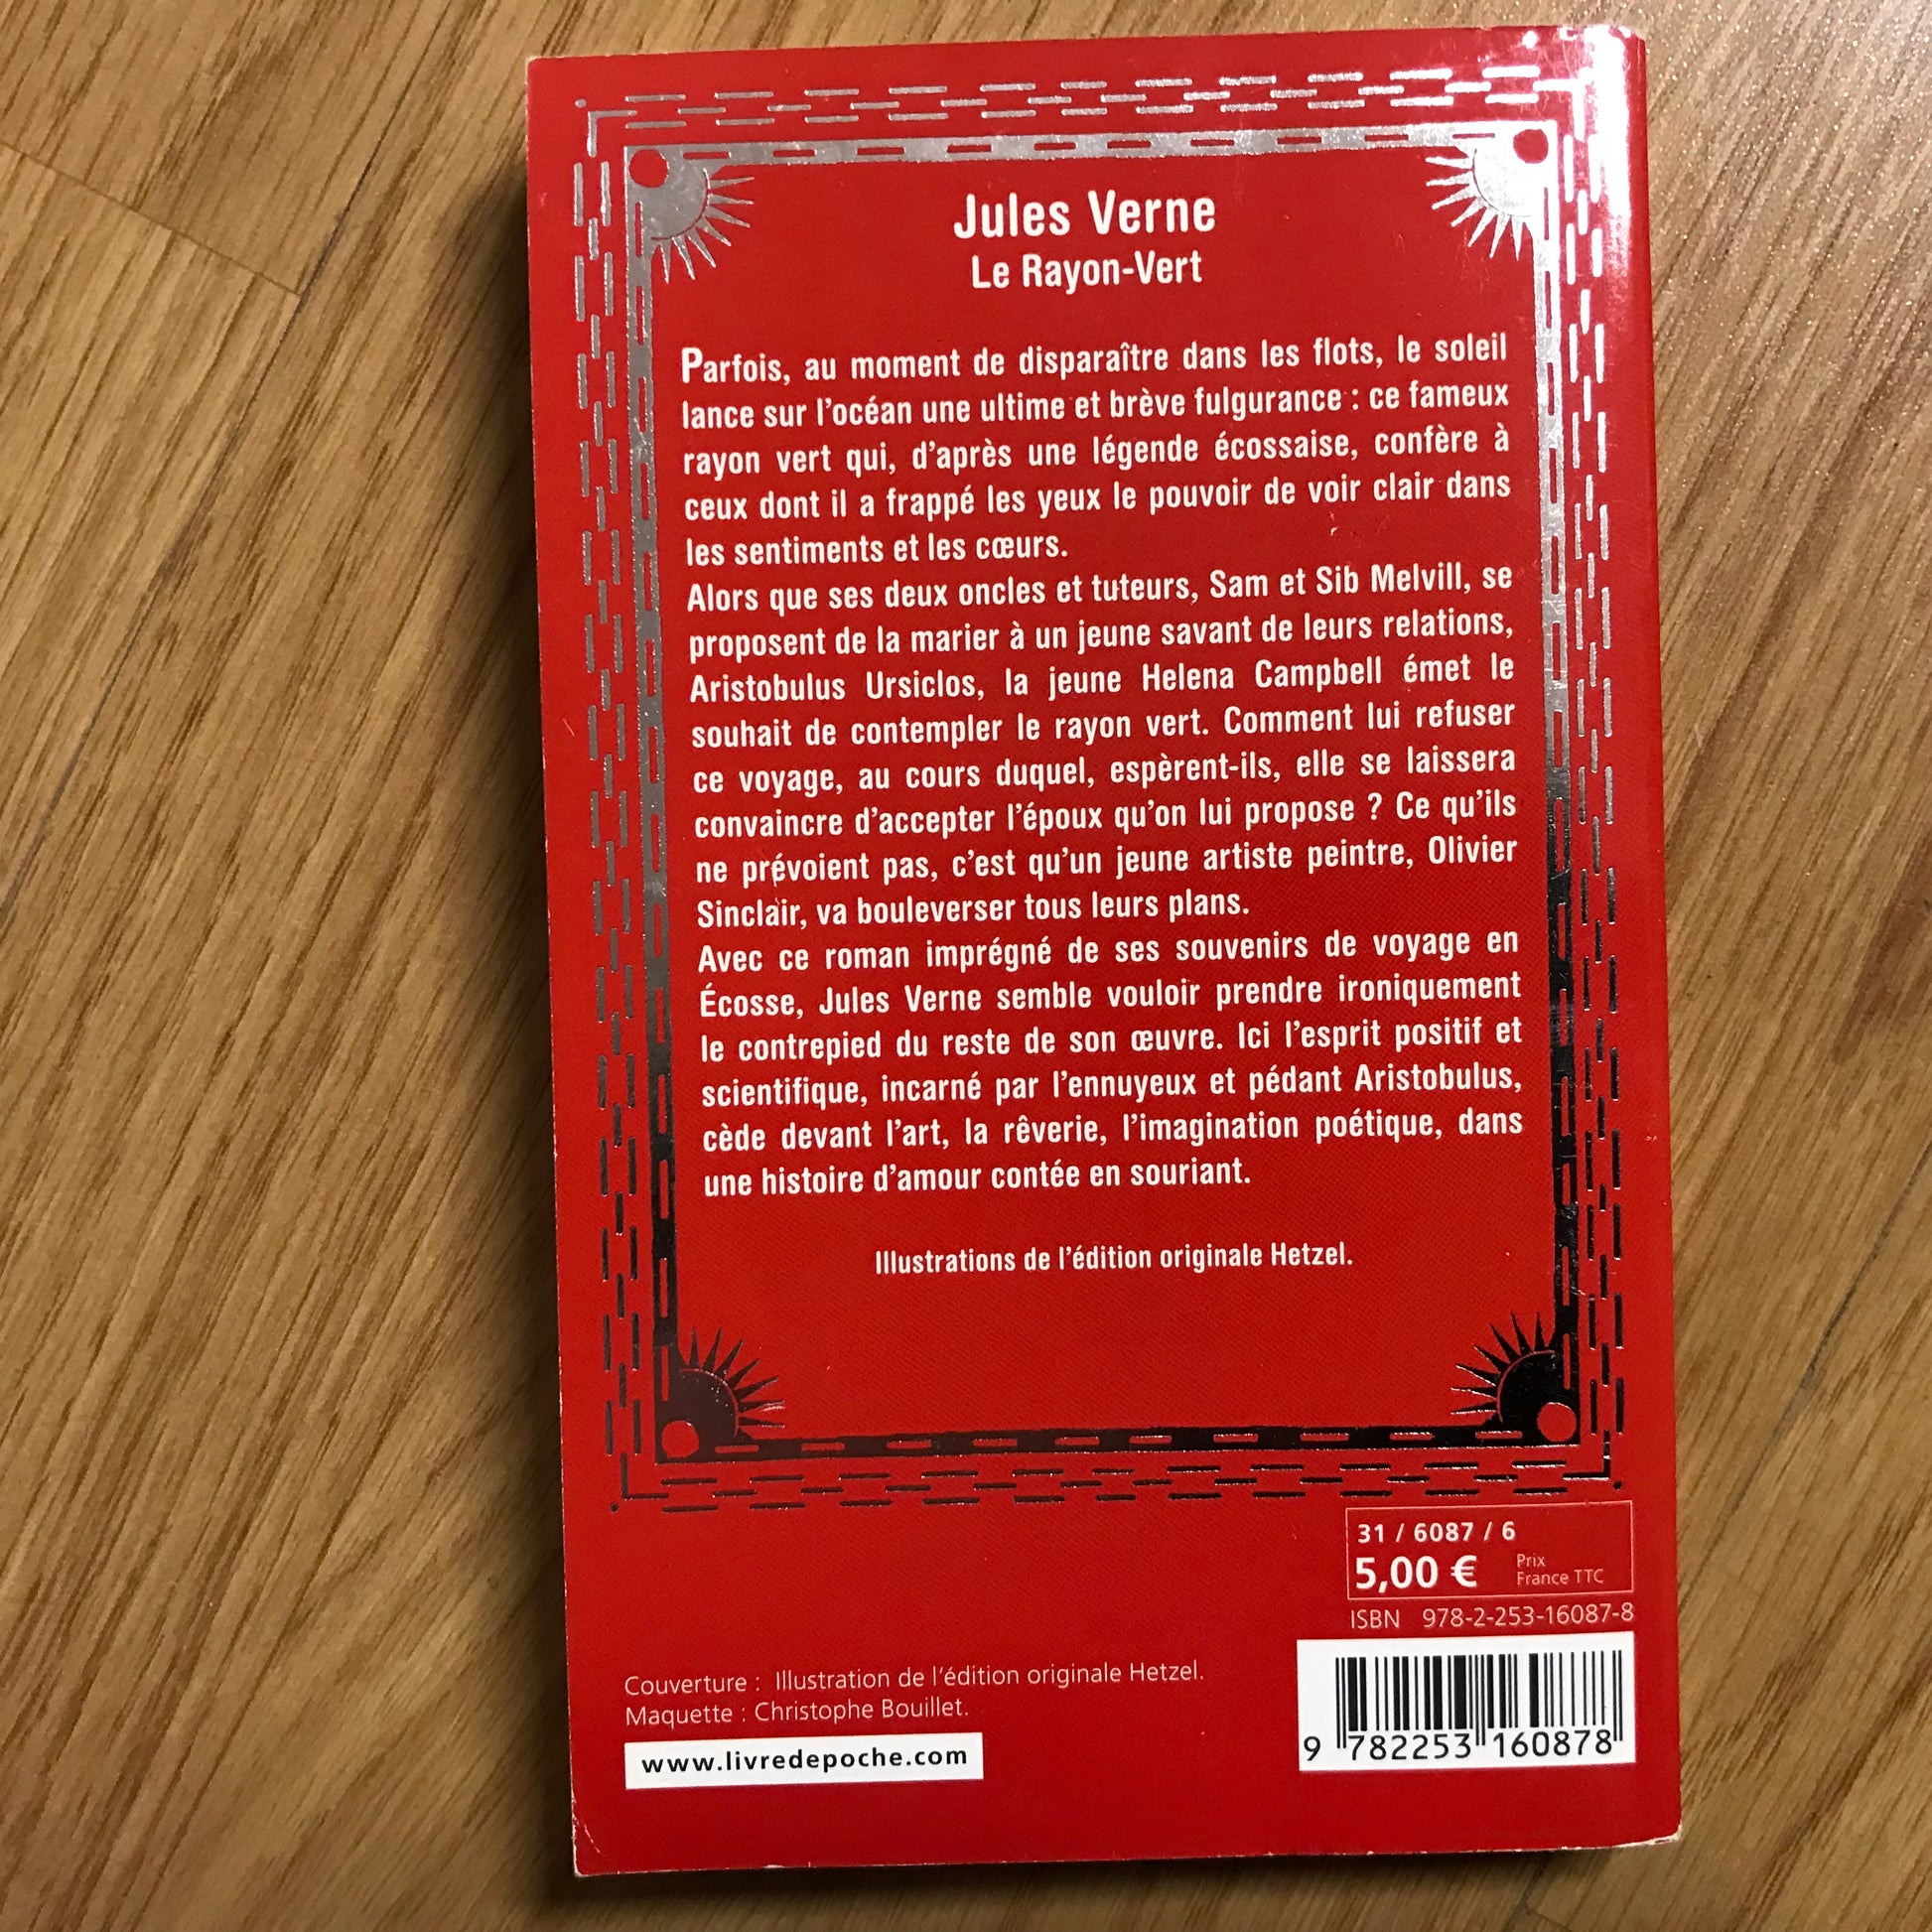 Jules Verne
Le Rayon-Vert
Parfois, au moment de disparaître dans les flots, le soleil
lance sur l'océan une ultime et brève fulgurance : ce fameux
rayon vert qui, d'après une légende écossaise, confère à
ceux dont il a frappé les yeux le pouvoir de voir clair dans
les sentiments et les cœurs.
Alors que ses deux oncles et tuteurs, Sam et Sib Melvill, se
proposent de la marier à un jeune savant de leurs relations,
Aristobulus Ursiclos, la jeune Helena Campbell émet le
souhait de contempler le rayon vert. Comment lui refuser
ce voyage, au cours duquel, espèrent-ils, elle se laissera
convaincre d'accepter l'époux qu'on lui propose ? Ce qu'ils
ne prévoient pas, c'est qu'un jeune artiste peintre, Olivier
Sinclair, va bouleverser tous leurs plans.
Avec ce roman imprégné de ses souvenirs de voyage en
Écosse, Jules Verne semble vouloir prendre ironiquement
le contrepied du reste de son œuvre. Ici l'esprit positif et
scientifique, incarné par l'ennuyeux et pédant Aristobulus,
cède devant l'art, la rêverie, l'imagination poétique, dans
une histoire d'amour contée en souriant.
Illustrations de l'édition originale Hetzel.
31 / 6087 / 6
5,00 € Prix
France TTC
ISBN 978-2-253-16087-8
Couverture : Illustration de l'édition originale Hetzel.
Maquette : Christophe Bouillet.
www.livredepoche.com
9 782253 160878